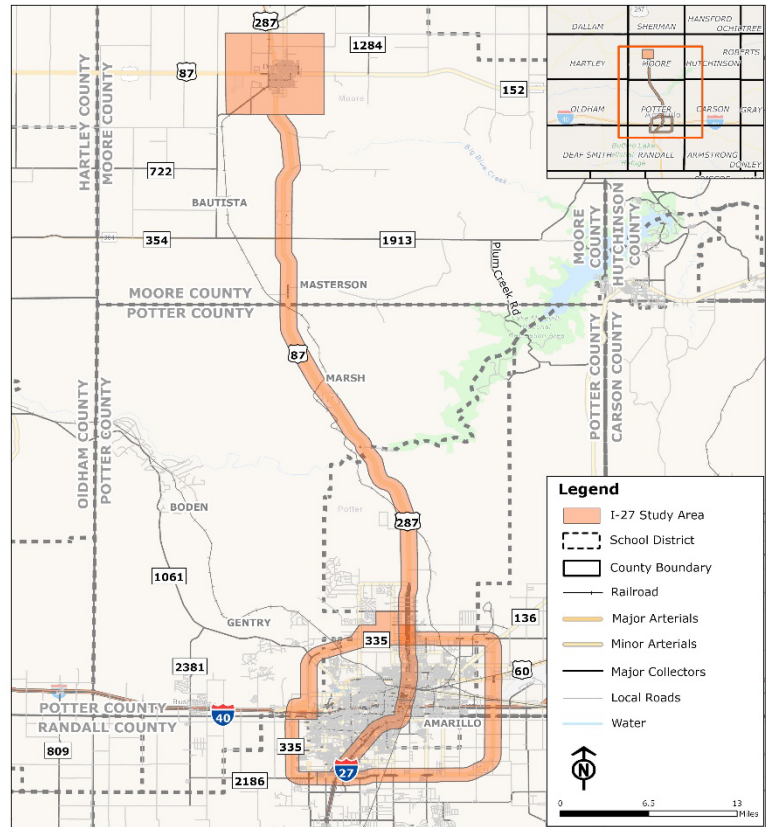 287
1284
87
152
Moore
HARTLEY COUNTY
MOORE COUNTY
722
BAUTISTA
Big Blue Creek
354
1913
MOORE COUNTY
HUTCHINSON COUNTY
Plum Creek Rd
MASTERSON
MOORE COUNTY
POTTER COUNTY
87
MARSH
POTTER COUNTY
CARSON COUNTY
OLDHAM COUNTY
POTTER COUNTY
Potter
287
BODEN
1061
GENTRY
335
136
2381
60
40
POTTER COUNTY
RANDALL COUNTY
AMARILLO
335
809
27
2186
DALLAM
SHERMAN
HANSFORD
OCHILTREE
HARTLEY
MOORE
HUTCHINSON
ROBERTS
OLDHAM
POTTER
CARSON
GRAY
40
DEAF SMITH
RANDALL
ARMSTRONG
DONLEY
Legend
I-27 Study Area
School District
County Boundary
Railroad
Major Arterials
Minor Arterials
Major Collectors
Local Roads
Water
N
0 6.5 13
Miles